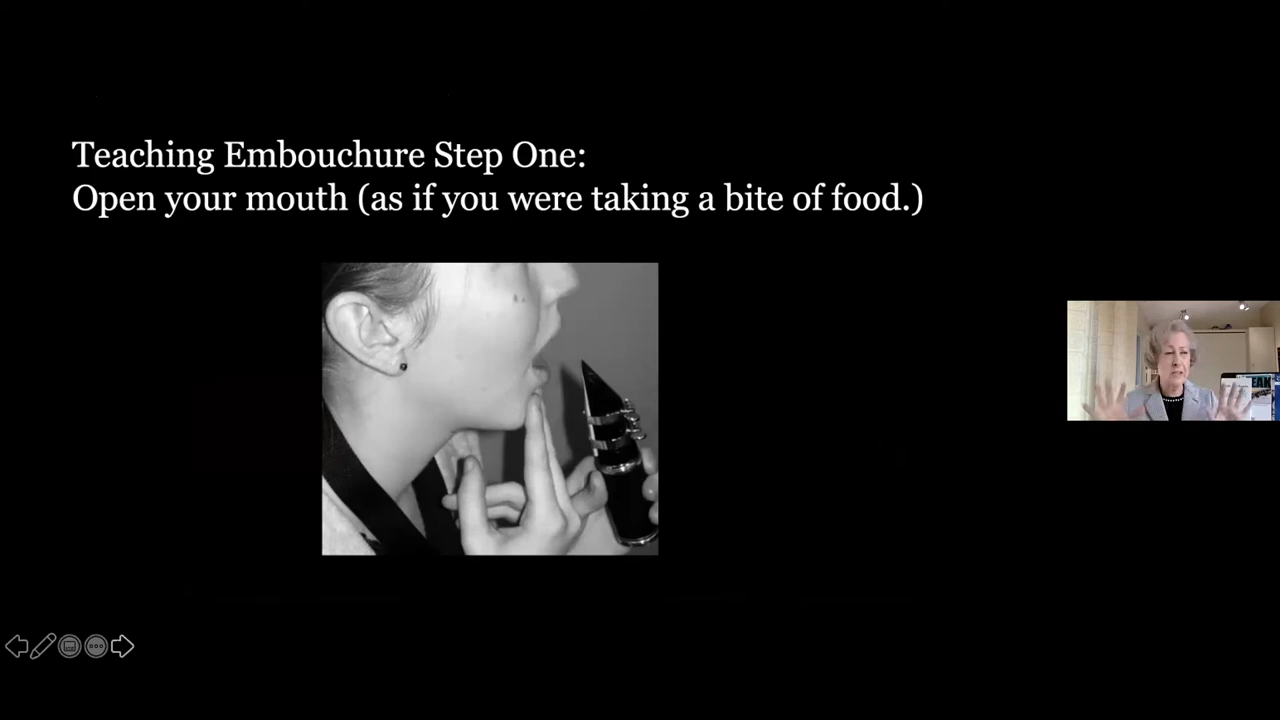 Teaching Embouchure Step One:
Open your mouth (as if you were taking a bite of food.)